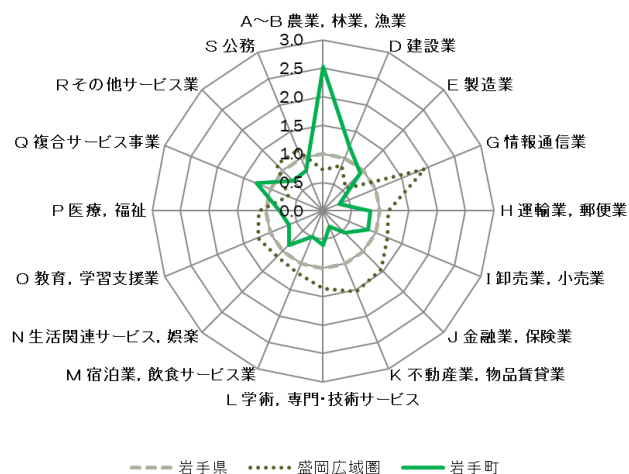 A～B 農業, 林業, 漁業
S 公務
D 建設業
R その他サービス業
E 製造業
Q 複合サービス事業
G 情報通信業
P 医療, 福祉
H 運輸業, 郵便業
O 教育, 学習支援業
I 卸売業, 小売業
N 生活関連サービス, 娯楽
J 金融業, 保険業
M 宿泊業, 飲食サービス業
K 不動産業, 物品賃貸業
L 学術, 専門・技術サービス
3.0
2.5
2.0
1.5
1.0
0.5
0.0
岩手県 盛岡広域圏 岩手町